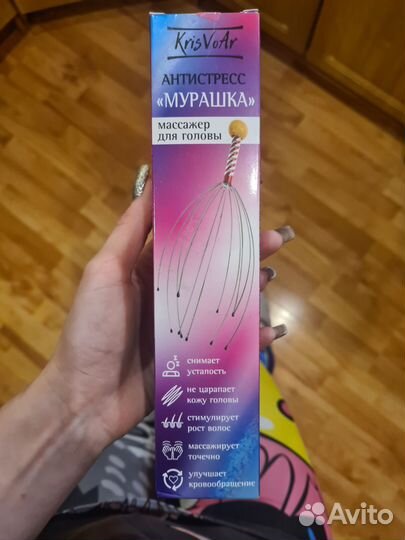 KrisVoAr
АНТИСТРЕСС
«МУРАШКА»
массажер
для головы
снимает
усталость
не царапает
кожу головы
стимулирует
рост волос
массажирует
точечно
улучшает
кровообращение
Avito